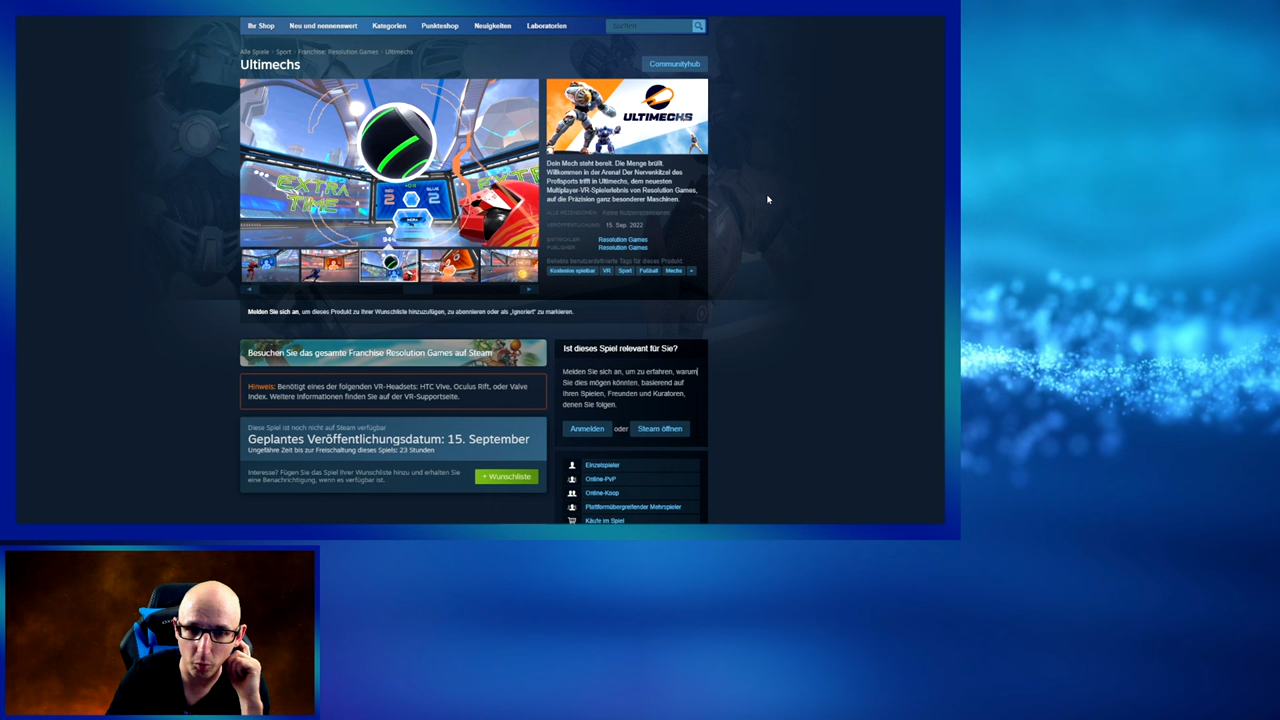 Ihr Shop Neu und nennenswert Kategorien Punkteshop Neuigkeiten Laboratorien suchen
Alle Spiele > Sport > Franchise: Resolution Games > Ultimechs
Ultimechs
Communityhub
EXTRA TIME
2
BLUE 2
94%
ULTIMECHS
Dein Mech steht bereit. Die Menge brüllt.
Willkommen in der Arena! Der Nervenkitzel des
Profisports trifft in Ultimechs, dem neuesten
Multiplayer-VR-Spielerlebnis von Resolution Games,
auf die Präzision ganz besonderer Maschinen.
ALLE REZENSIONEN: Keine Nutzerrezensionen
VERÖFFENTLICHUNG: 15. Sep. 2022
ENTWICKLER: Resolution Games
PUBLISHER: Resolution Games
Beliebte benutzerdefinierte Tags für dieses Produkt:
Kostenlos spielbar VR Sport Fußball Mechs +
Melden Sie sich an, um dieses Produkt zu Ihrer Wunschliste hinzuzufügen, zu abonnieren oder als „Ignoriert" zu markieren.
Besuchen Sie das gesamte Franchise Resolution Games auf Steam
Hinweis: Benötigt eines der folgenden VR-Headsets: HTC Vive, Oculus Rift, oder Valve
Index. Weitere Informationen finden Sie auf der VR-Supportseite.
Diese Spiel ist noch nicht auf Steam verfügbar
Geplantes Veröffentlichungsdatum: 15. September
Ungefähre Zeit bis zur Freischaltung dieses Spiels: 23 Stunden
Interesse? Fügen Sie das Spiel Ihrer Wunschliste hinzu und erhalten Sie
eine Benachrichtigung, wenn es verfügbar ist.
+ Wunschliste
Ist dieses Spiel relevant für Sie?
Melden Sie sich an, um zu erfahren, warum
Sie dies mögen könnten, basierend auf
Ihren Spielen, Freunden und Kuratoren,
denen Sie folgen.
Anmelden oder Steam öffnen
Einzelspieler
Online-PvP
Online-Koop
Plattformübergreifender Mehrspieler
Käufe im Spiel